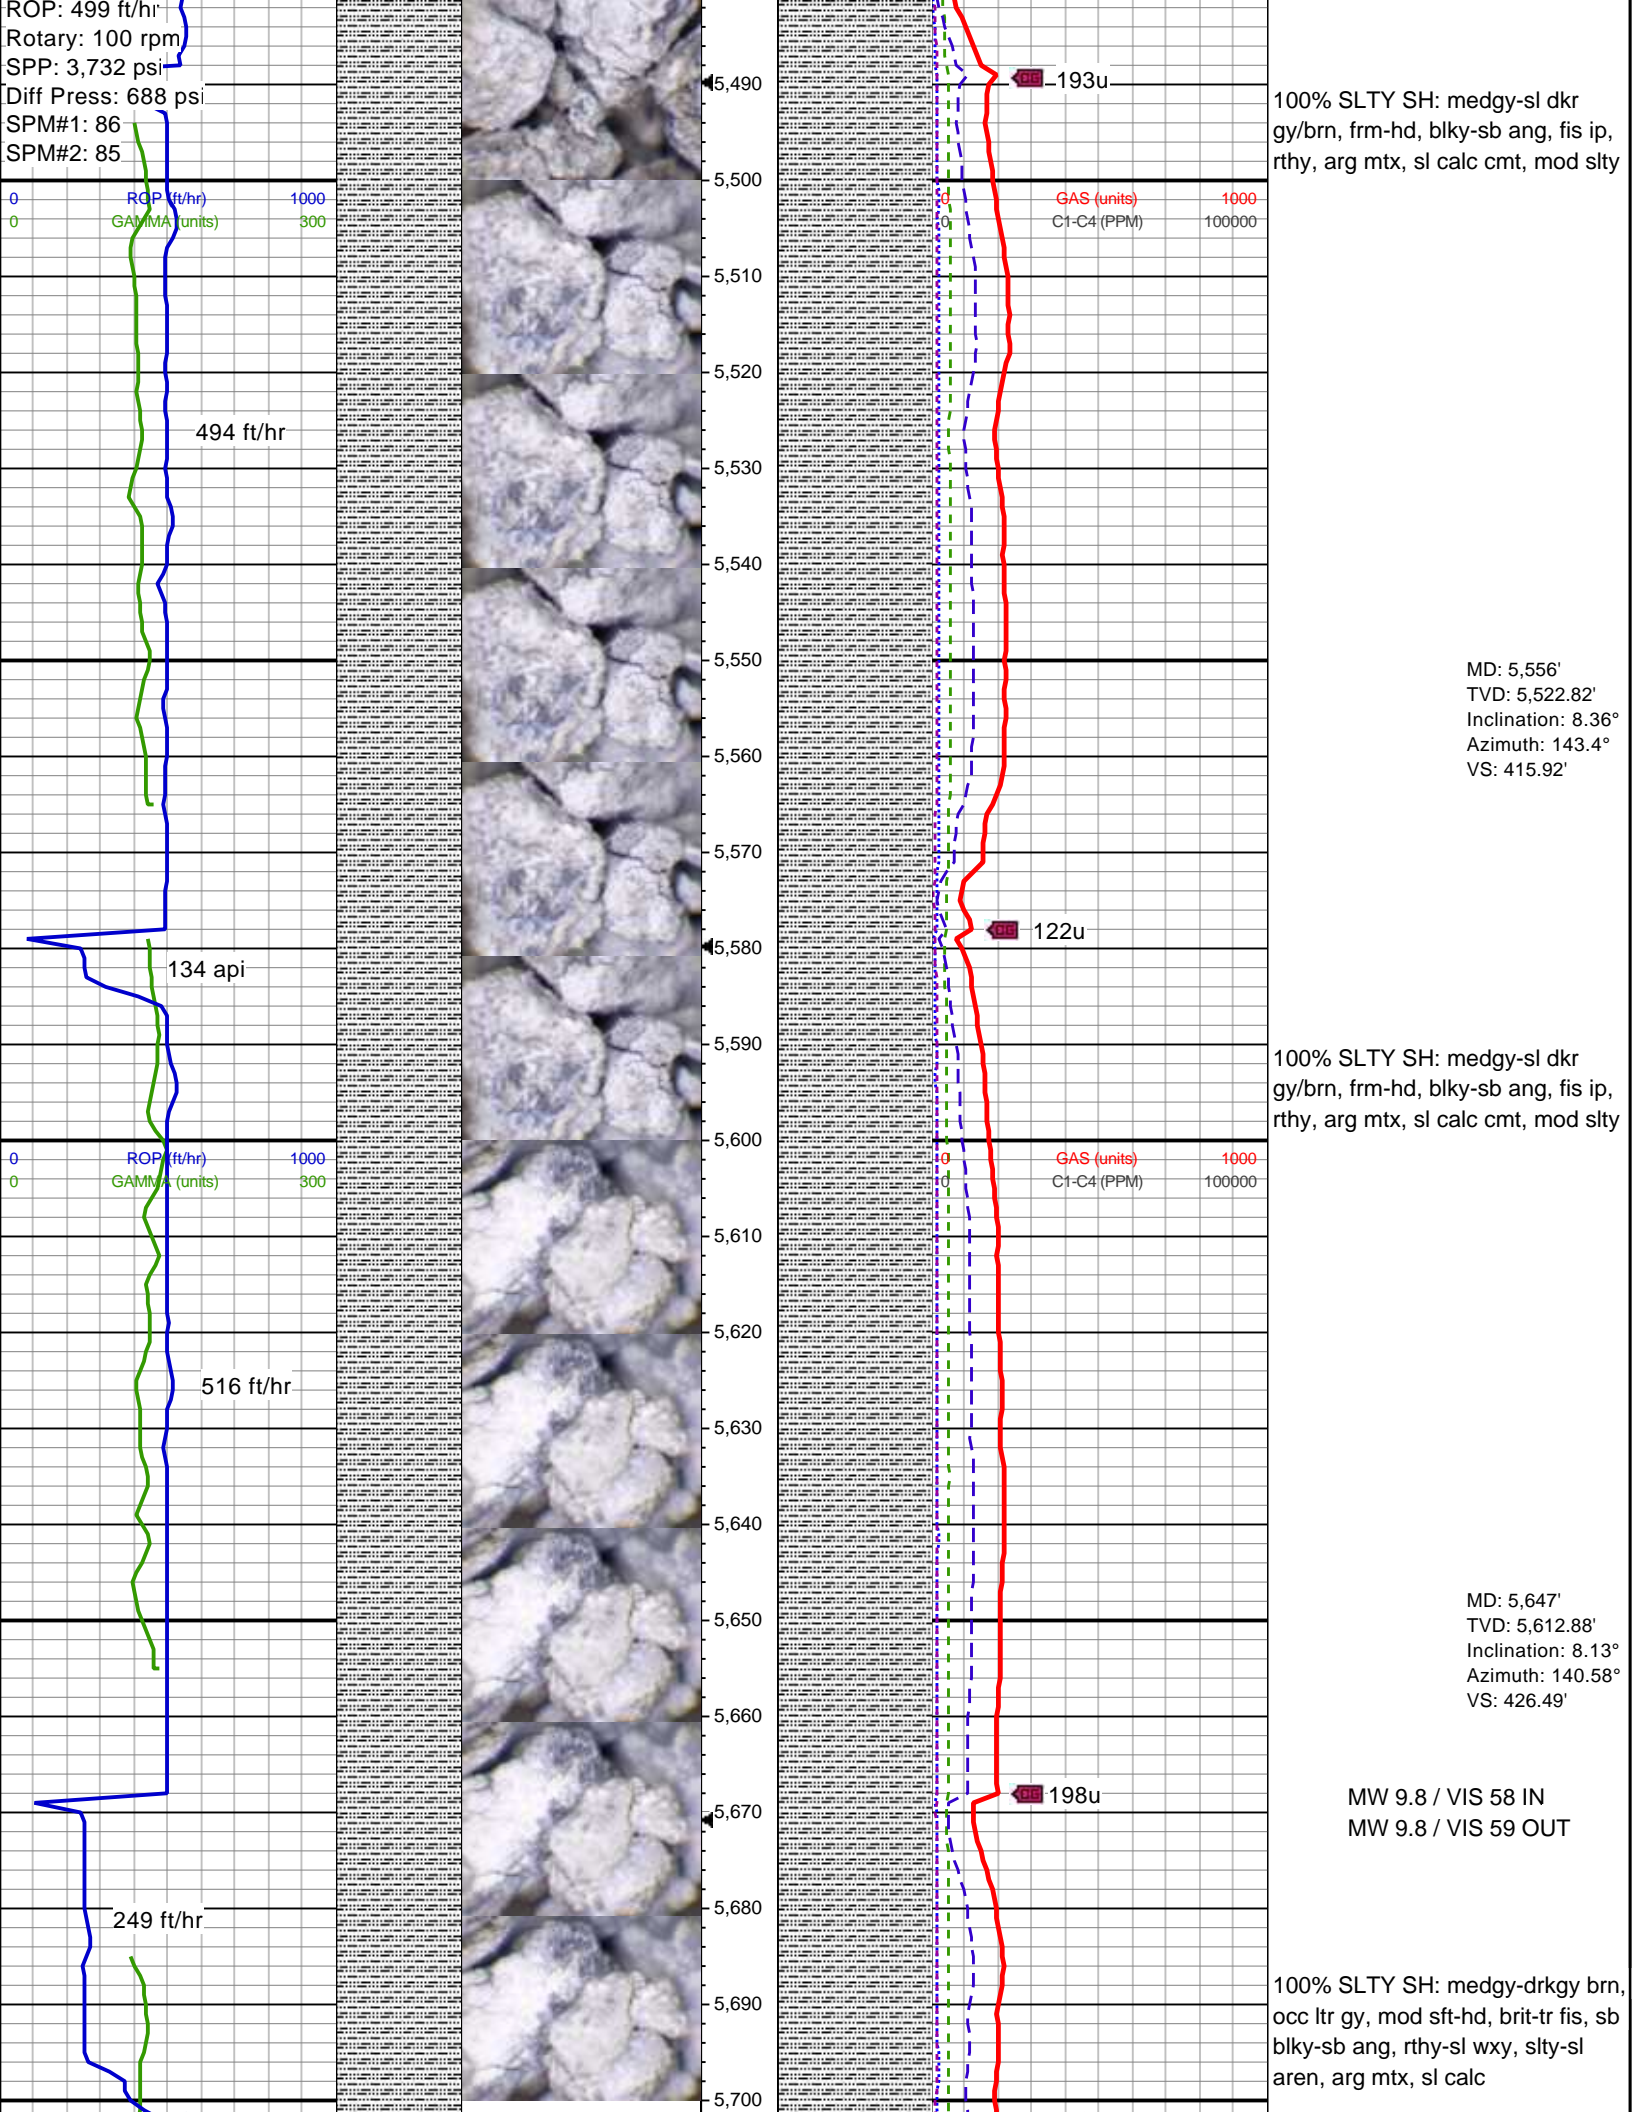 ROP: 499 ft/hr
Rotary: 100 rpm
SPP: 3,732 psi
Diff Press: 688 psi
SPM#1: 86
SPM#2: 85
CG 193u
5,490
100% SLTY SH: medgy-sl dkr
gy/brn, frm-hd, blky-sb ang, fis ip,
rthy, arg mtx, sl calc cmt, mod slty
5,500
0 ROP (ft/hr) 1000
0 GAMMA (units) 300
0 GAS (units) 1000
0 C1-C4 (PPM) 100000
5,510
5,520
494 ft/hr
5,530
5,540
5,550
MD: 5,556'
TVD: 5,522.82'
Inclination: 8.36°
Azimuth: 143.4°
VS: 415.92'
5,560
5,570
CG 122u
5,580
134 api
5,590
100% SLTY SH: medgy-sl dkr
gy/brn, frm-hd, blky-sb ang, fis ip,
rthy, arg mtx, sl calc cmt, mod slty
5,600
0 ROP (ft/hr) 1000
0 GAMMA (units) 300
0 GAS (units) 1000
0 C1-C4 (PPM) 100000
5,610
5,620
516 ft/hr
5,630
5,640
5,650
MD: 5,647'
TVD: 5,612.88'
Inclination: 8.13°
Azimuth: 140.58°
VS: 426.49'
5,660
CG 198u
MW 9.8 / VIS 58 IN
MW 9.8 / VIS 59 OUT
5,670
5,680
249 ft/hr
5,690
100% SLTY SH: medgy-drkgy brn,
occ ltr gy, mod sft-hd, brit-tr fis, sb
blky-sb ang, rthy-sl wxy, slty-sl
aren, arg mtx, sl calc
5,700